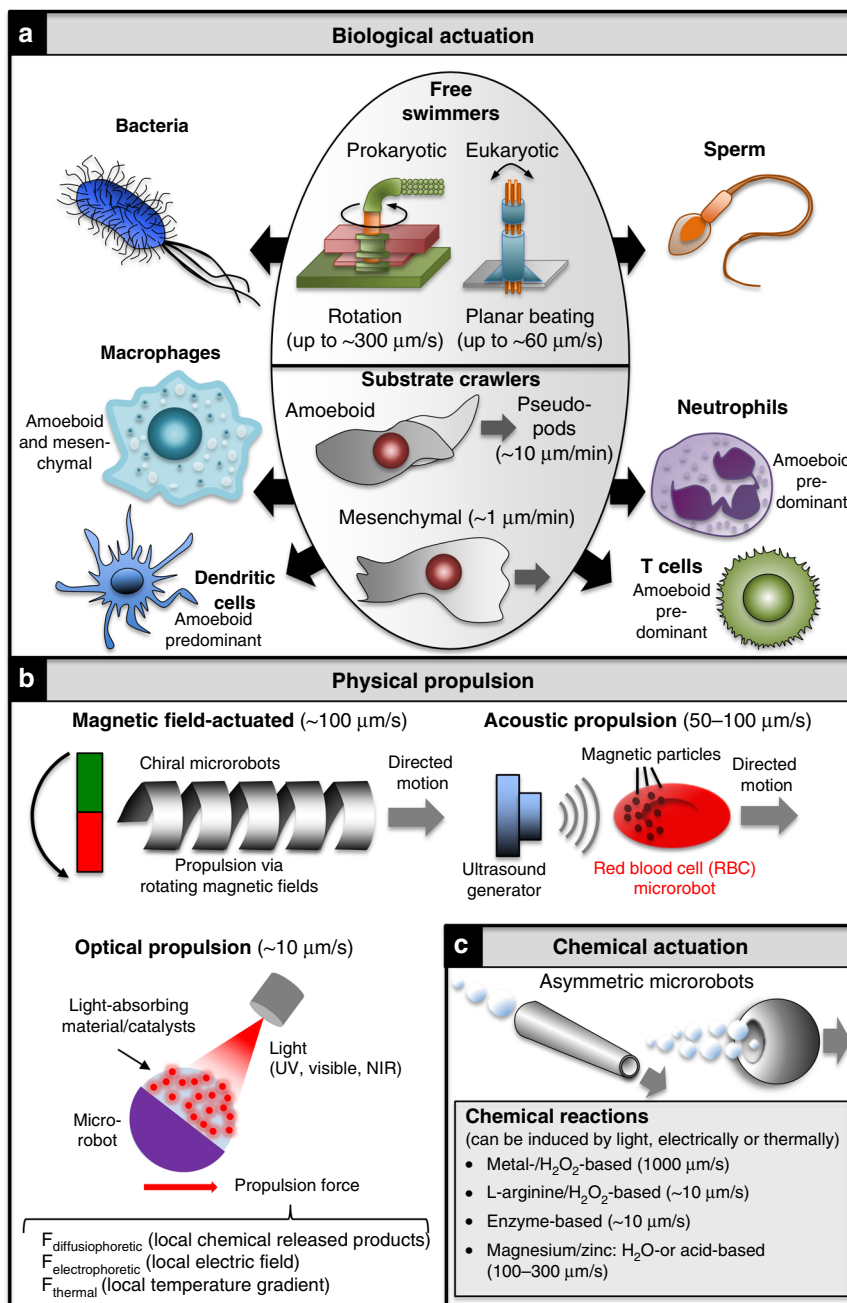 a
Biological actuation
Free
swimmers
Bacteria
Prokaryotic
Eukaryotic
Sperm
Rotation
(up to ~300 μm/s)
Planar beating
(up to ~60 μm/s)
Macrophages
Amoeboid
and mesen-
chymal
Substrate crawlers
Amoeboid
Pseudo-
pods
(~10 μm/min)
Neutrophils
Amoeboid
pre-
dominant
Mesenchymal (~1 μm/min)
Dendritic
cells
Amoeboid
predominant
T cells
Amoeboid
pre-
dominant
b
Physical propulsion
Magnetic field-actuated (~100 μm/s)
Chiral microrobots
Directed
motion
Propulsion via
rotating magnetic fields
Acoustic propulsion (50–100 μm/s)
Magnetic particles
Directed
motion
Ultrasound
generator
Red blood cell (RBC)
microrobot
Optical propulsion (~10 μm/s)
Light-absorbing
material/catalysts
Light
(UV, visible, NIR)
Micro-
robot
Propulsion force
F_diffusiophoretic (local chemical released products)
F_electrophoretic (local electric field)
F_thermal (local temperature gradient)
c
Chemical actuation
Asymmetric microrobots
Chemical reactions
(can be induced by light, electrically or thermally)
• Metal-/H₂O₂-based (1000 μm/s)
• L-arginine/H₂O₂-based (~10 μm/s)
• Enzyme-based (~10 μm/s)
• Magnesium/zinc: H₂O-or acid-based
(100–300 μm/s)